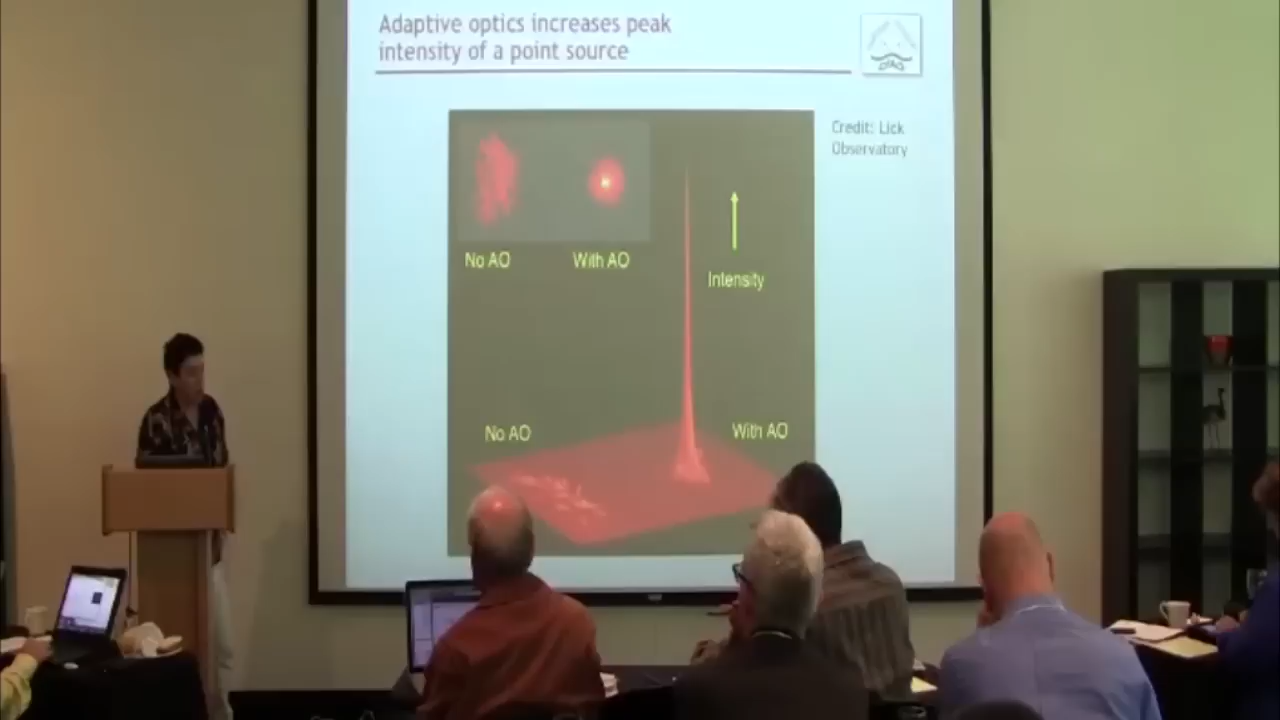 Adaptive optics increases peak
intensity of a point source
CfAO
Credit: Lick
Observatory
No AO
With AO
Intensity
No AO
With AO